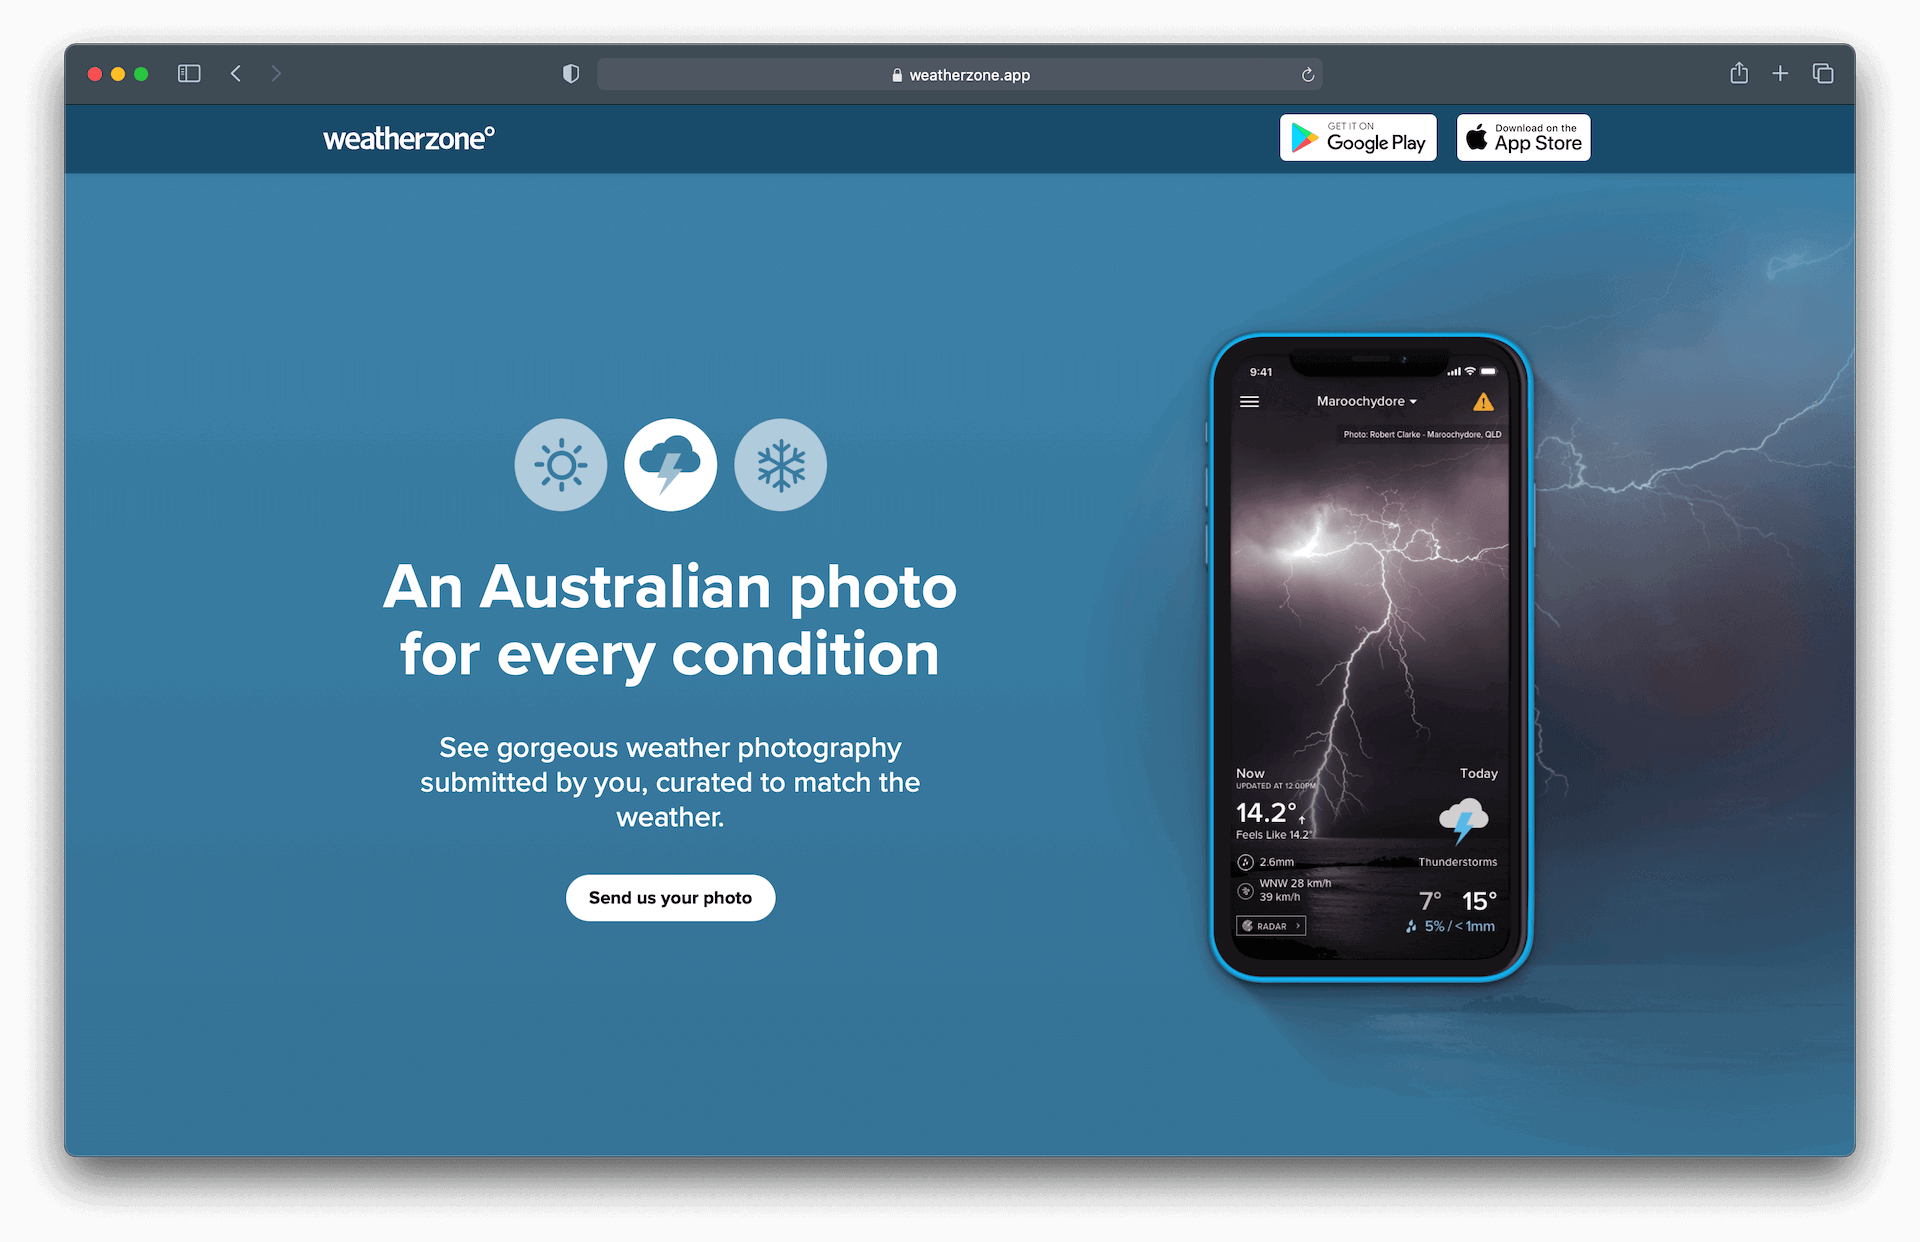 weatherzone.app
weatherzone°
GET IT ON
Google Play
Download on the
App Store
An Australian photo
for every condition
See gorgeous weather photography
submitted by you, curated to match the
weather.
Send us your photo
9:41
Maroochydore
Photo: Robert Clarke - Maroochydore, QLD
Now
UPDATED AT 12:00PM
14.2°
Feels Like 14.2°
2.6mm
WNW 28 km/h
39 km/h
RADAR
Today
Thunderstorms
7° 15°
5% / < 1mm